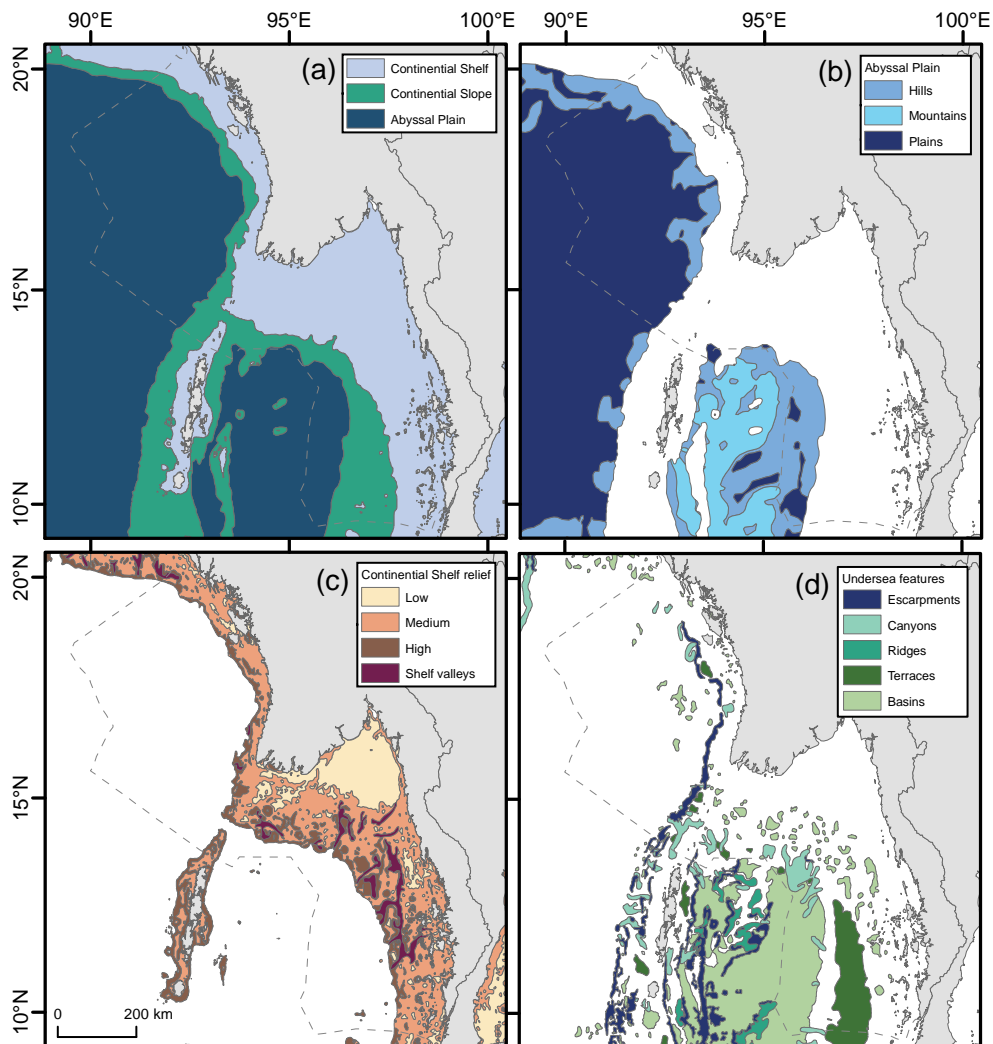 90°E 95°E 100°E 90°E 95°E 100°E
20°N
15°N
10°N
(a)
Continental Shelf
Continental Slope
Abyssal Plain
(b)
Abyssal Plain
Hills
Mountains
Plains
20°N
15°N
10°N
(c)
Continental Shelf relief
Low
Medium
High
Shelf valleys
0 200 km
(d)
Undersea features
Escarpments
Canyons
Ridges
Terraces
Basins